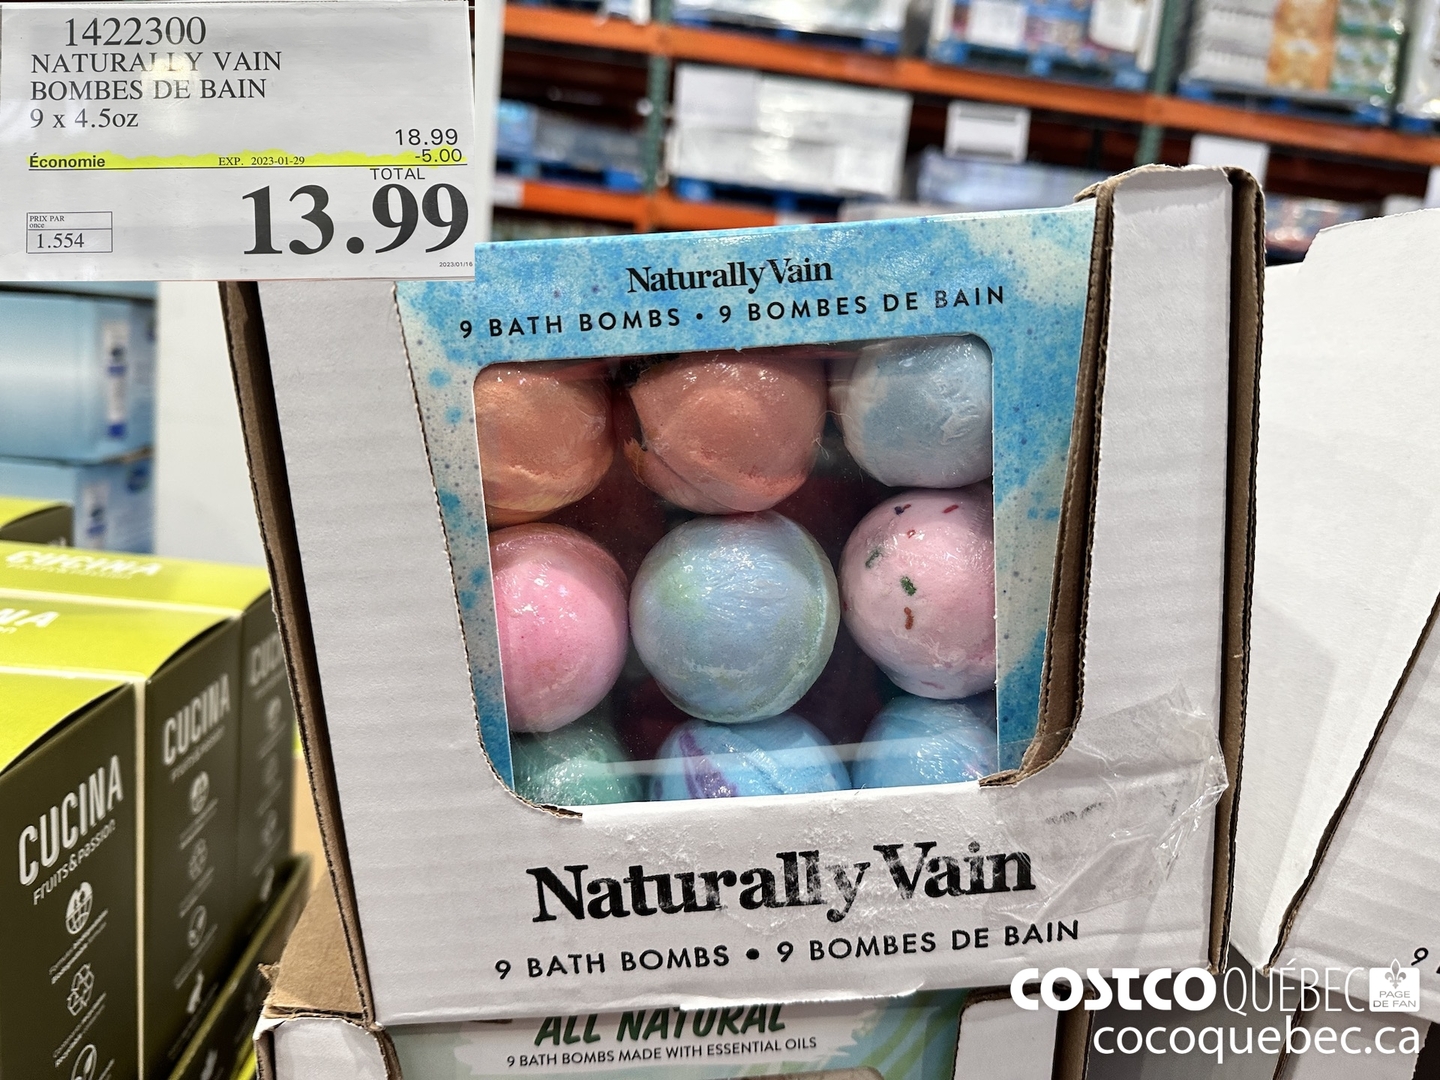 1422300
NATURALLY VAIN
BOMBES DE BAIN
9 x 4.5oz
18.99
Économie EXP. 2023-01-29 -5.00
TOTAL
13.99
PRIX PAR
once
1.554
2023/01/16
Naturally Vain
9 BATH BOMBS • 9 BOMBES DE BAIN
Naturally Vain
9 BATH BOMBS • 9 BOMBES DE BAIN
ALL NATURAL
9 BATH BOMBS MADE WITH ESSENTIAL OILS
CUCINA
CUCINA
CUCINA
Fruits & Passion
9
COSTCO QUÉBEC PAGE
DE FAN
cocoquebec.ca